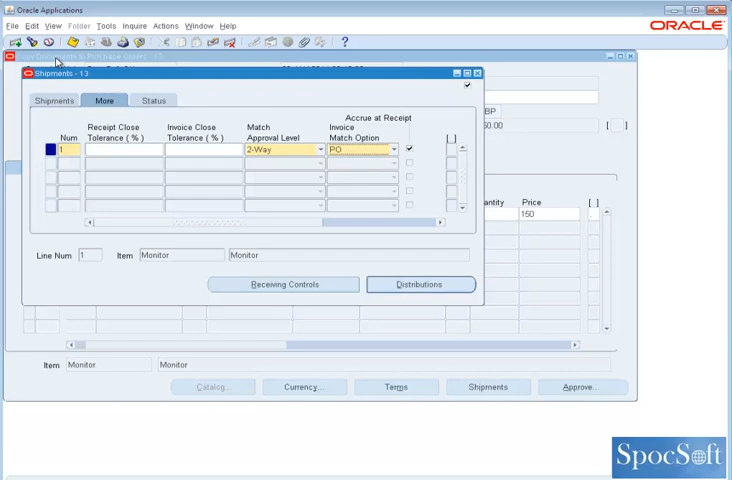 Oracle Applications
File Edit View Folder Tools Inquire Actions Window Help
ORACLE
Purchase Orders - 13
Shipments - 13
BP
Shipments More Status
50.00 [ ]
Accrue at Receipt
Receipt Close Invoice Close Match Invoice
Num Tolerance ( % ) Tolerance ( % ) Approval Level Match Option [ ]
1 2-Way PO
Quantity Price [ ]
150
Line Num 1 Item Monitor Monitor
Receiving Controls Distributions
Item Monitor Monitor
Catalog... Currency... Terms Shipments Approve...
SpocSoft